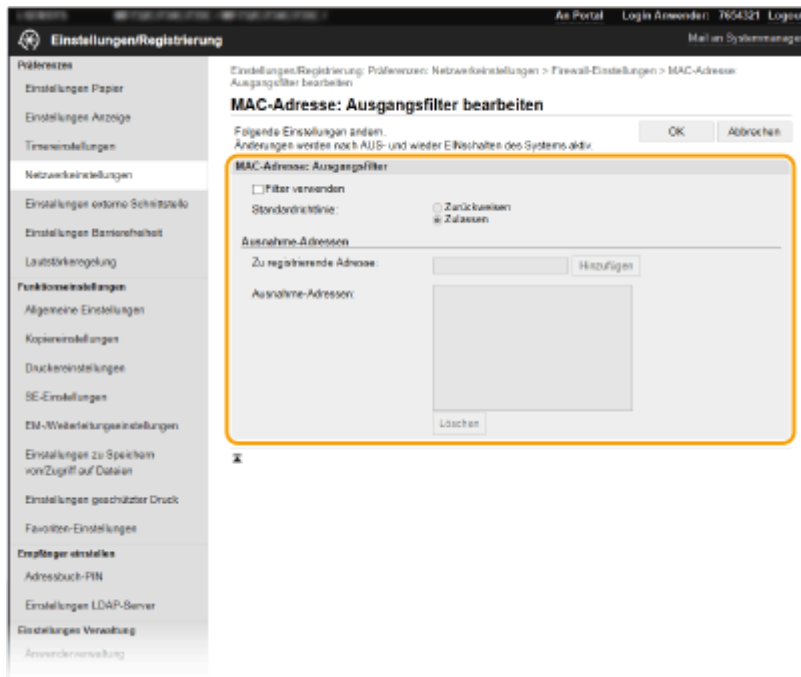 An Portal Login Anwender: 7654321 Logou
Einstellungen/Registrierung
Mail an Systemmanage
Präferenzen
Einstellungen Papier
Einstellungen Anzeige
Timereinstellungen
Netzwerkeinstellungen
Einstellungen externe Schnittstelle
Einstellungen Barrierefreiheit
Lautstärkeregelung
Funktionseinstellungen
Allgemeine Einstellungen
Kopiereinstellungen
Druckereinstellungen
SE-Einstellungen
EM-/Weiterleitungseinstellungen
Einstellungen zu Speichern
von/Zugriff auf Dateien
Einstellungen geschützter Druck
Favoriten-Einstellungen
Empfänger einstellen
Adressbuch-PIN
Einstellungen LDAP-Server
Einstellungen Verwaltung
Anwenderverwaltung
Einstellungen/Registrierung: Präferenzen: Netzwerkeinstellungen > Firewall-Einstellungen > MAC-Adresse:
Ausgangsfilter bearbeiten
MAC-Adresse: Ausgangsfilter bearbeiten
Folgende Einstellungen ändern.
Änderungen werden nach AUS- und wieder EINschalten des Systems aktiv.
OK Abbrechen
MAC-Adresse: Ausgangsfilter
Filter verwenden
Standardrichtlinie:
Zurückweisen
Zulassen
Ausnahme-Adressen
Zu registrierende Adresse:
Hinzufügen
Ausnahme-Adressen:
Löschen